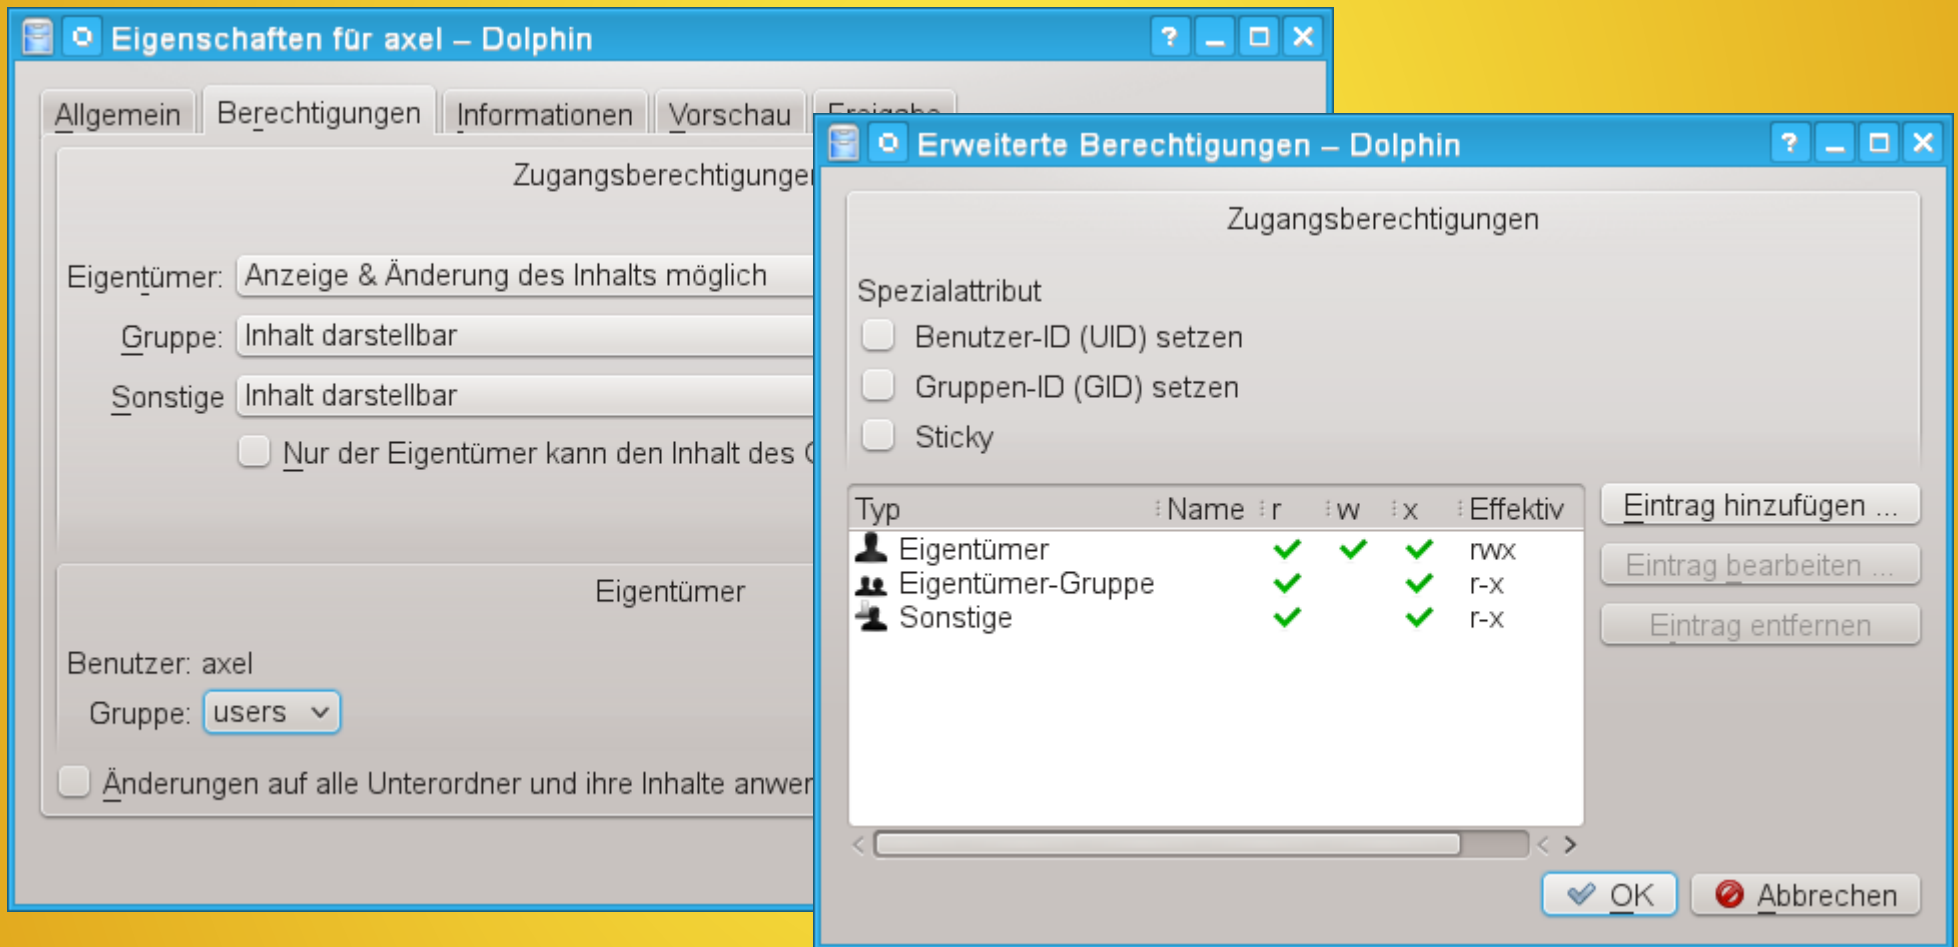 Eigenschaften für axel – Dolphin
Allgemein Berechtigungen Informationen Vorschau Freigabe
Zugangsberechtigungen
Eigentümer: Anzeige & Änderung des Inhalts möglich
Gruppe: Inhalt darstellbar
Sonstige Inhalt darstellbar
Nur der Eigentümer kann den Inhalt des
Eigentümer
Benutzer: axel
Gruppe: users
Änderungen auf alle Unterordner und ihre Inhalte
Erweiterte Berechtigungen – Dolphin
Zugangsberechtigungen
Spezialattribut
Benutzer-ID (UID) setzen
Gruppen-ID (GID) setzen
Sticky
Typ Name r w x Effektiv
Eigentümer rwx
Eigentümer-Gruppe r-x
Sonstige r-x
Eintrag hinzufügen ...
Eintrag bearbeiten ...
Eintrag entfernen
OK Abbrechen